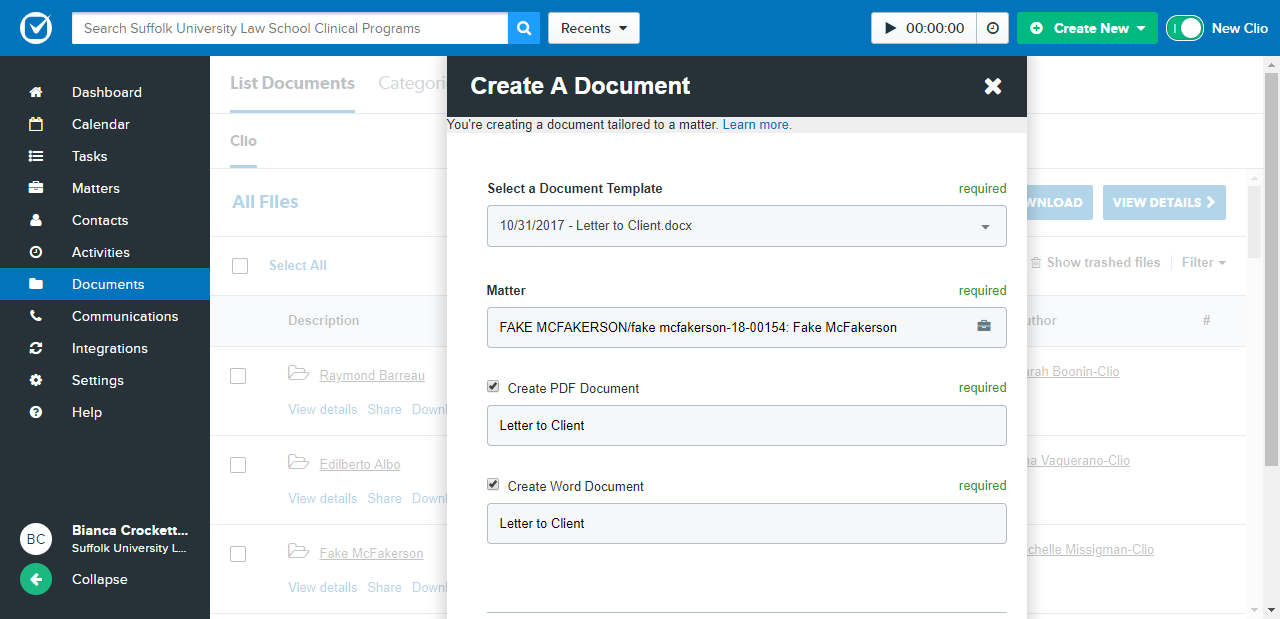 Search Suffolk University Law School Clinical Programs
Recents
00:00:00
Create New
New Clio
Dashboard
Calendar
Tasks
Matters
Contacts
Activities
Documents
Communications
Integrations
Settings
Help
BC
Bianca Crockett...
Suffolk University L...
Collapse
List Documents Categori
Clio
All Files
WNLOAD
VIEW DETAILS
Select All
Show trashed files
Filter
Description
uthor
#
Raymond Barreau
arah Boonin-Clio
View details Share Downl
Edilberto Albo
na Vaquerano-Clio
View details Share Downl
Fake McFakerson
chelle Missigman-Clio
View details Share Downl
Create A Document
You're creating a document tailored to a matter. Learn more.
Select a Document Template required
10/31/2017 - Letter to Client.docx
Matter required
FAKE MCFAKERSON/fake mcfakerson-18-00154: Fake McFakerson
Create PDF Document required
Letter to Client
Create Word Document required
Letter to Client